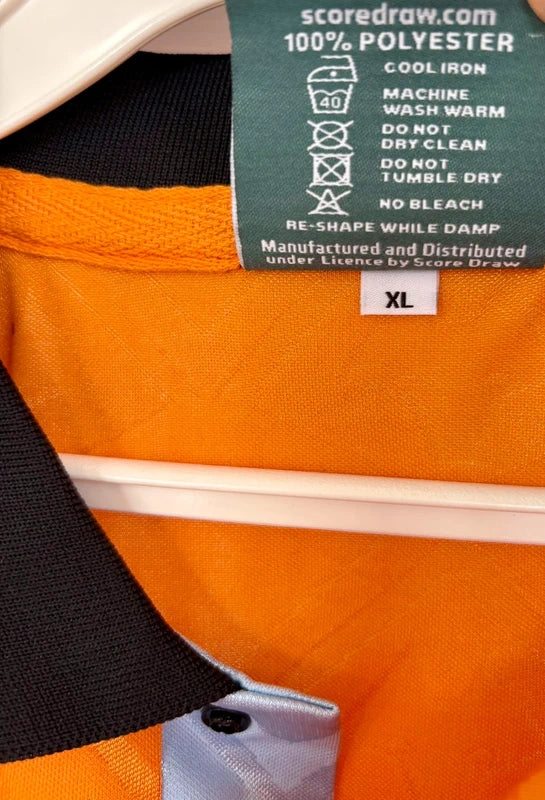 scoredraw.com
100% POLYESTER
COOL IRON
40
MACHINE
WASH WARM
DO NOT
DRY CLEAN
DO NOT
TUMBLE DRY
NO BLEACH
RE-SHAPE WHILE DAMP
Manufactured and Distributed
under Licence by Score Draw
XL